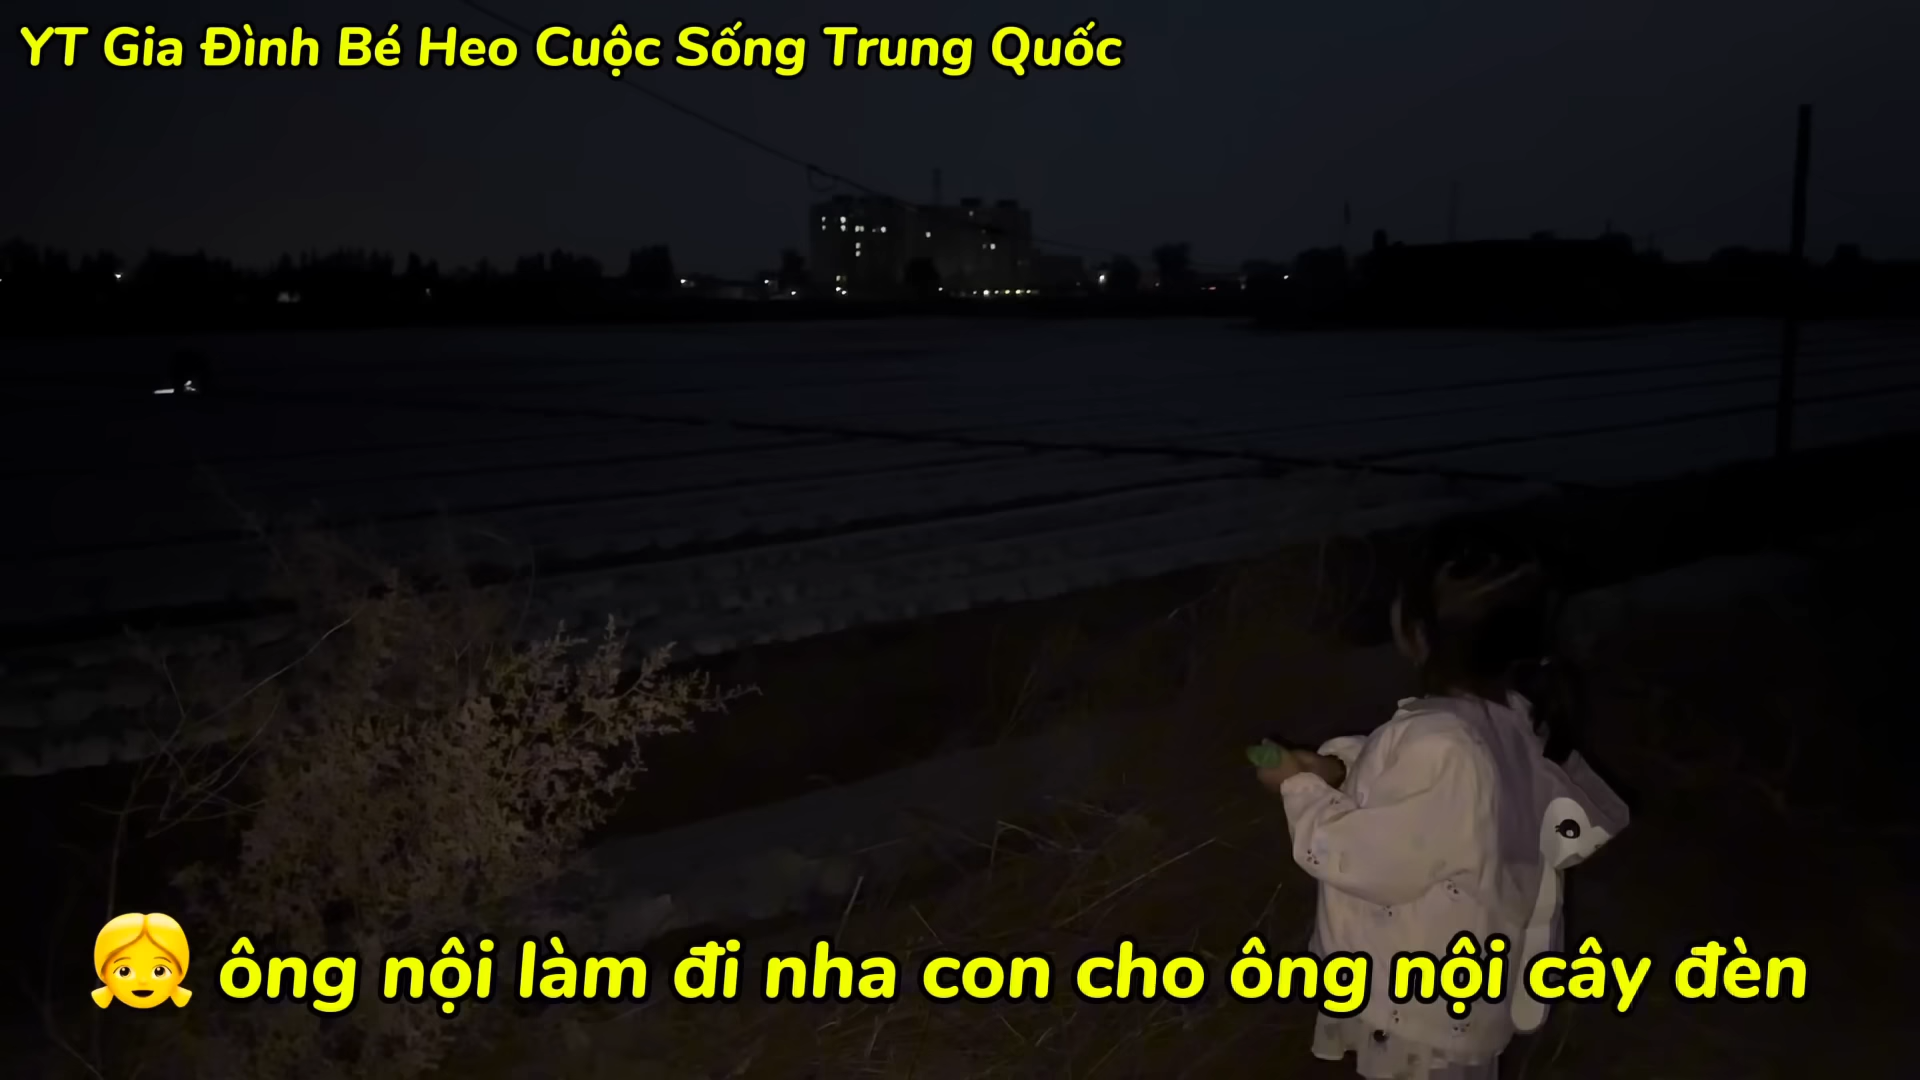 YT Gia Đình Bé Heo Cuộc Sống Trung Quốc
ông nội làm đi nha con cho ông nội cây đèn